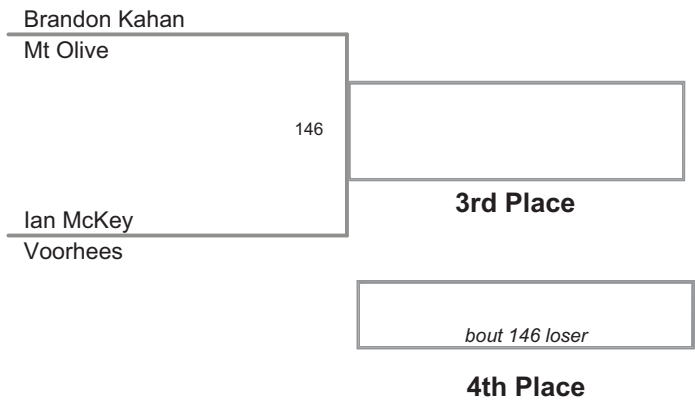 Brandon Kahan
Mt Olive
146
3rd Place
Ian McKey
Voorhees
bout 146 loser
4th Place